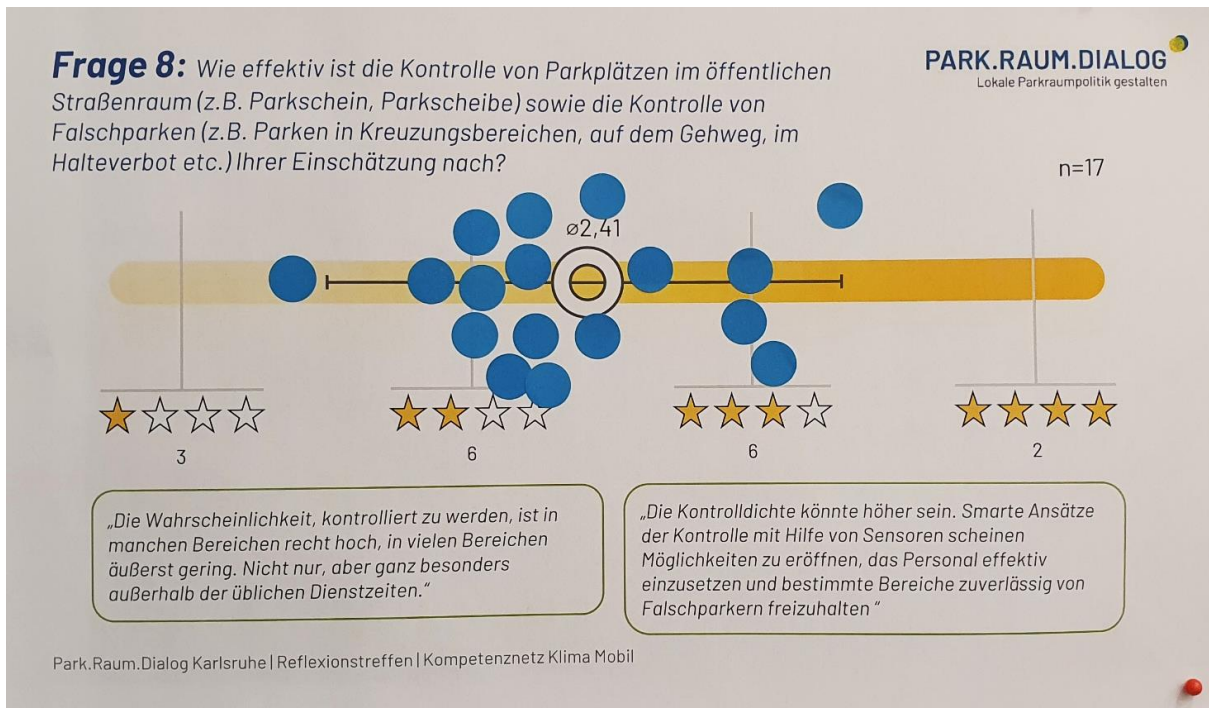 Frage 8: Wie effektiv ist die Kontrolle von Parkplätzen im öffentlichen
Straßenraum (z.B. Parkschein, Parkscheibe) sowie die Kontrolle von
Falschparken (z.B. Parken in Kreuzungsbereichen, auf dem Gehweg, im
Halteverbot etc.) Ihrer Einschätzung nach?
PARK.RAUM.DIALOG
Lokale Parkraumpolitik gestalten
n=17
⌀2,41
3
6
6
2
„Die Wahrscheinlichkeit, kontrolliert zu werden, ist in
manchen Bereichen recht hoch, in vielen Bereichen
äußerst gering. Nicht nur, aber ganz besonders
außerhalb der üblichen Dienstzeiten.“
„Die Kontrolldichte könnte höher sein. Smarte Ansätze
der Kontrolle mit Hilfe von Sensoren scheinen
Möglichkeiten zu eröffnen, das Personal effektiv
einzusetzen und bestimmte Bereiche zuverlässig von
Falschparkern freizuhalten “
Park.Raum.Dialog Karlsruhe | Reflexionstreffen | Kompetenznetz Klima Mobil